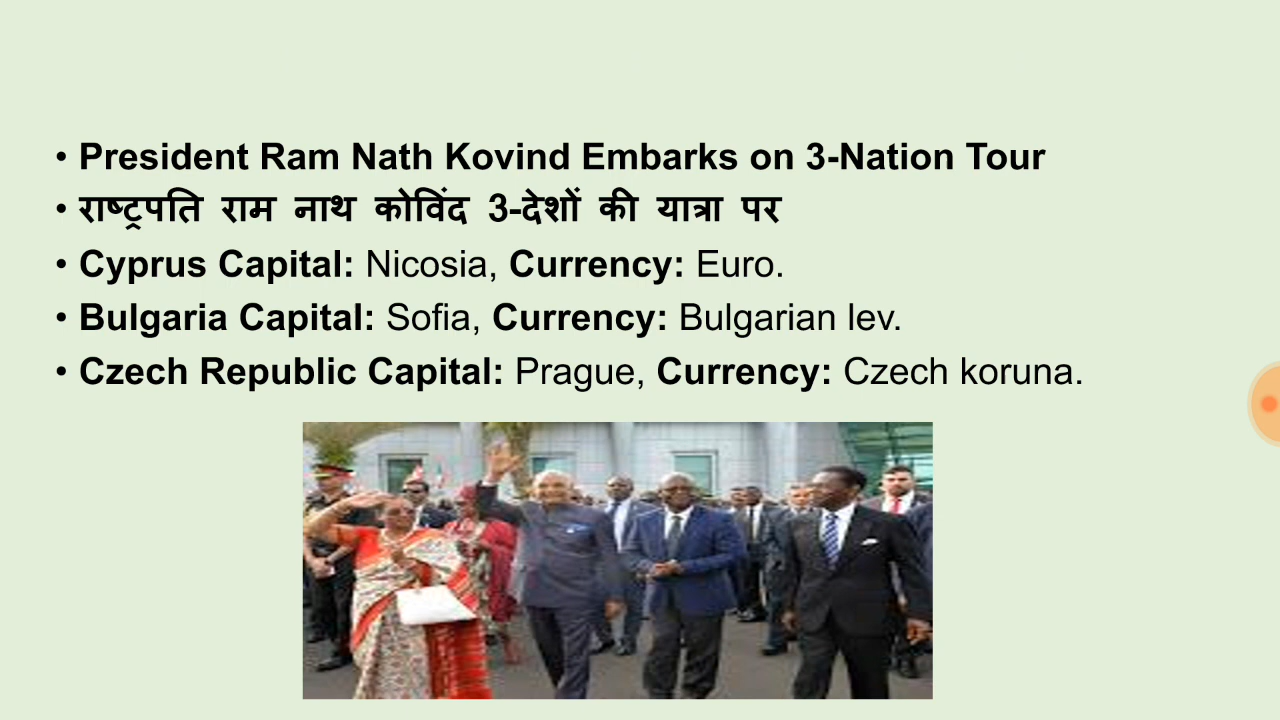 • President Ram Nath Kovind Embarks on 3-Nation Tour
• राष्ट्रपति राम नाथ कोविंद 3-देशों की यात्रा पर
• Cyprus Capital: Nicosia, Currency: Euro.
• Bulgaria Capital: Sofia, Currency: Bulgarian lev.
• Czech Republic Capital: Prague, Currency: Czech koruna.